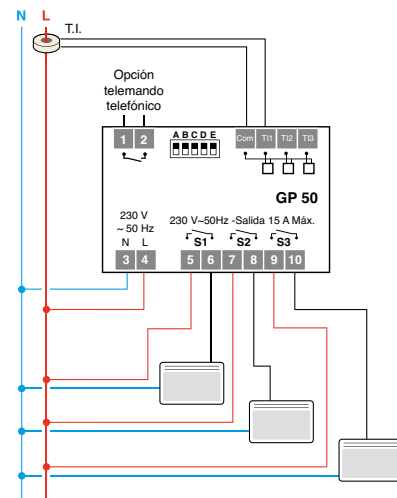 N L
T.I.
Opción
telemando
telefónico
1 2
A B C D E
Com TI1 TI2 TI3
GP 50
230 V
~ 50 Hz
N L
230 V~50Hz -Salida 15 A Máx.
S1 S2 S3
3 4 5 6 7 8 9 10